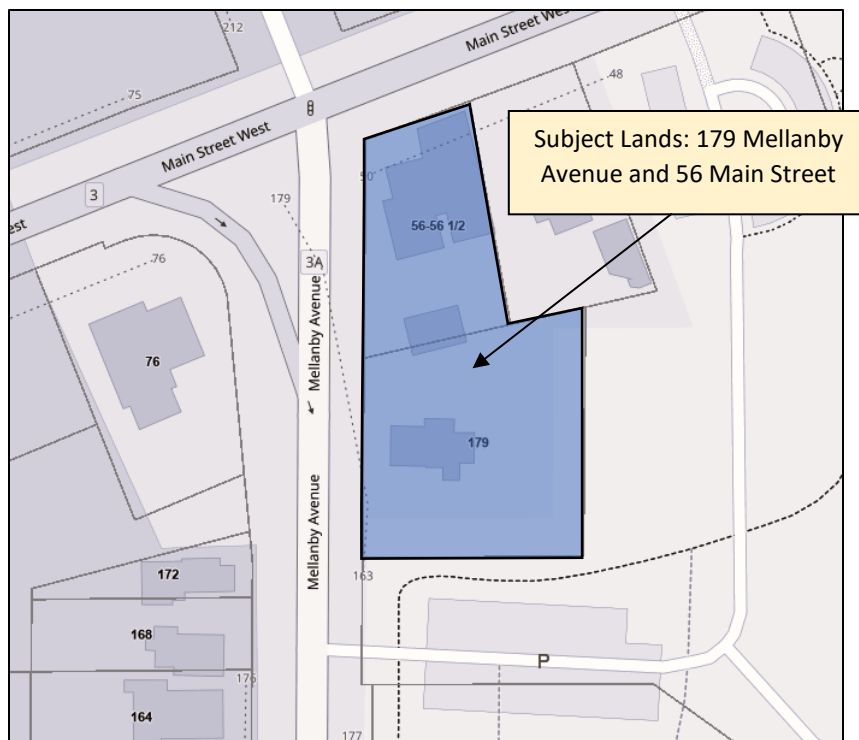 212
Main Street West
75
48
Subject Lands: 179 Mellanby
Avenue and 56 Main Street
Main Street West
179
50
3
56-56 1/2
est
76
3A
Mellanby Avenue
76
179
Mellanby Avenue
172
163
168
P
176
164
177